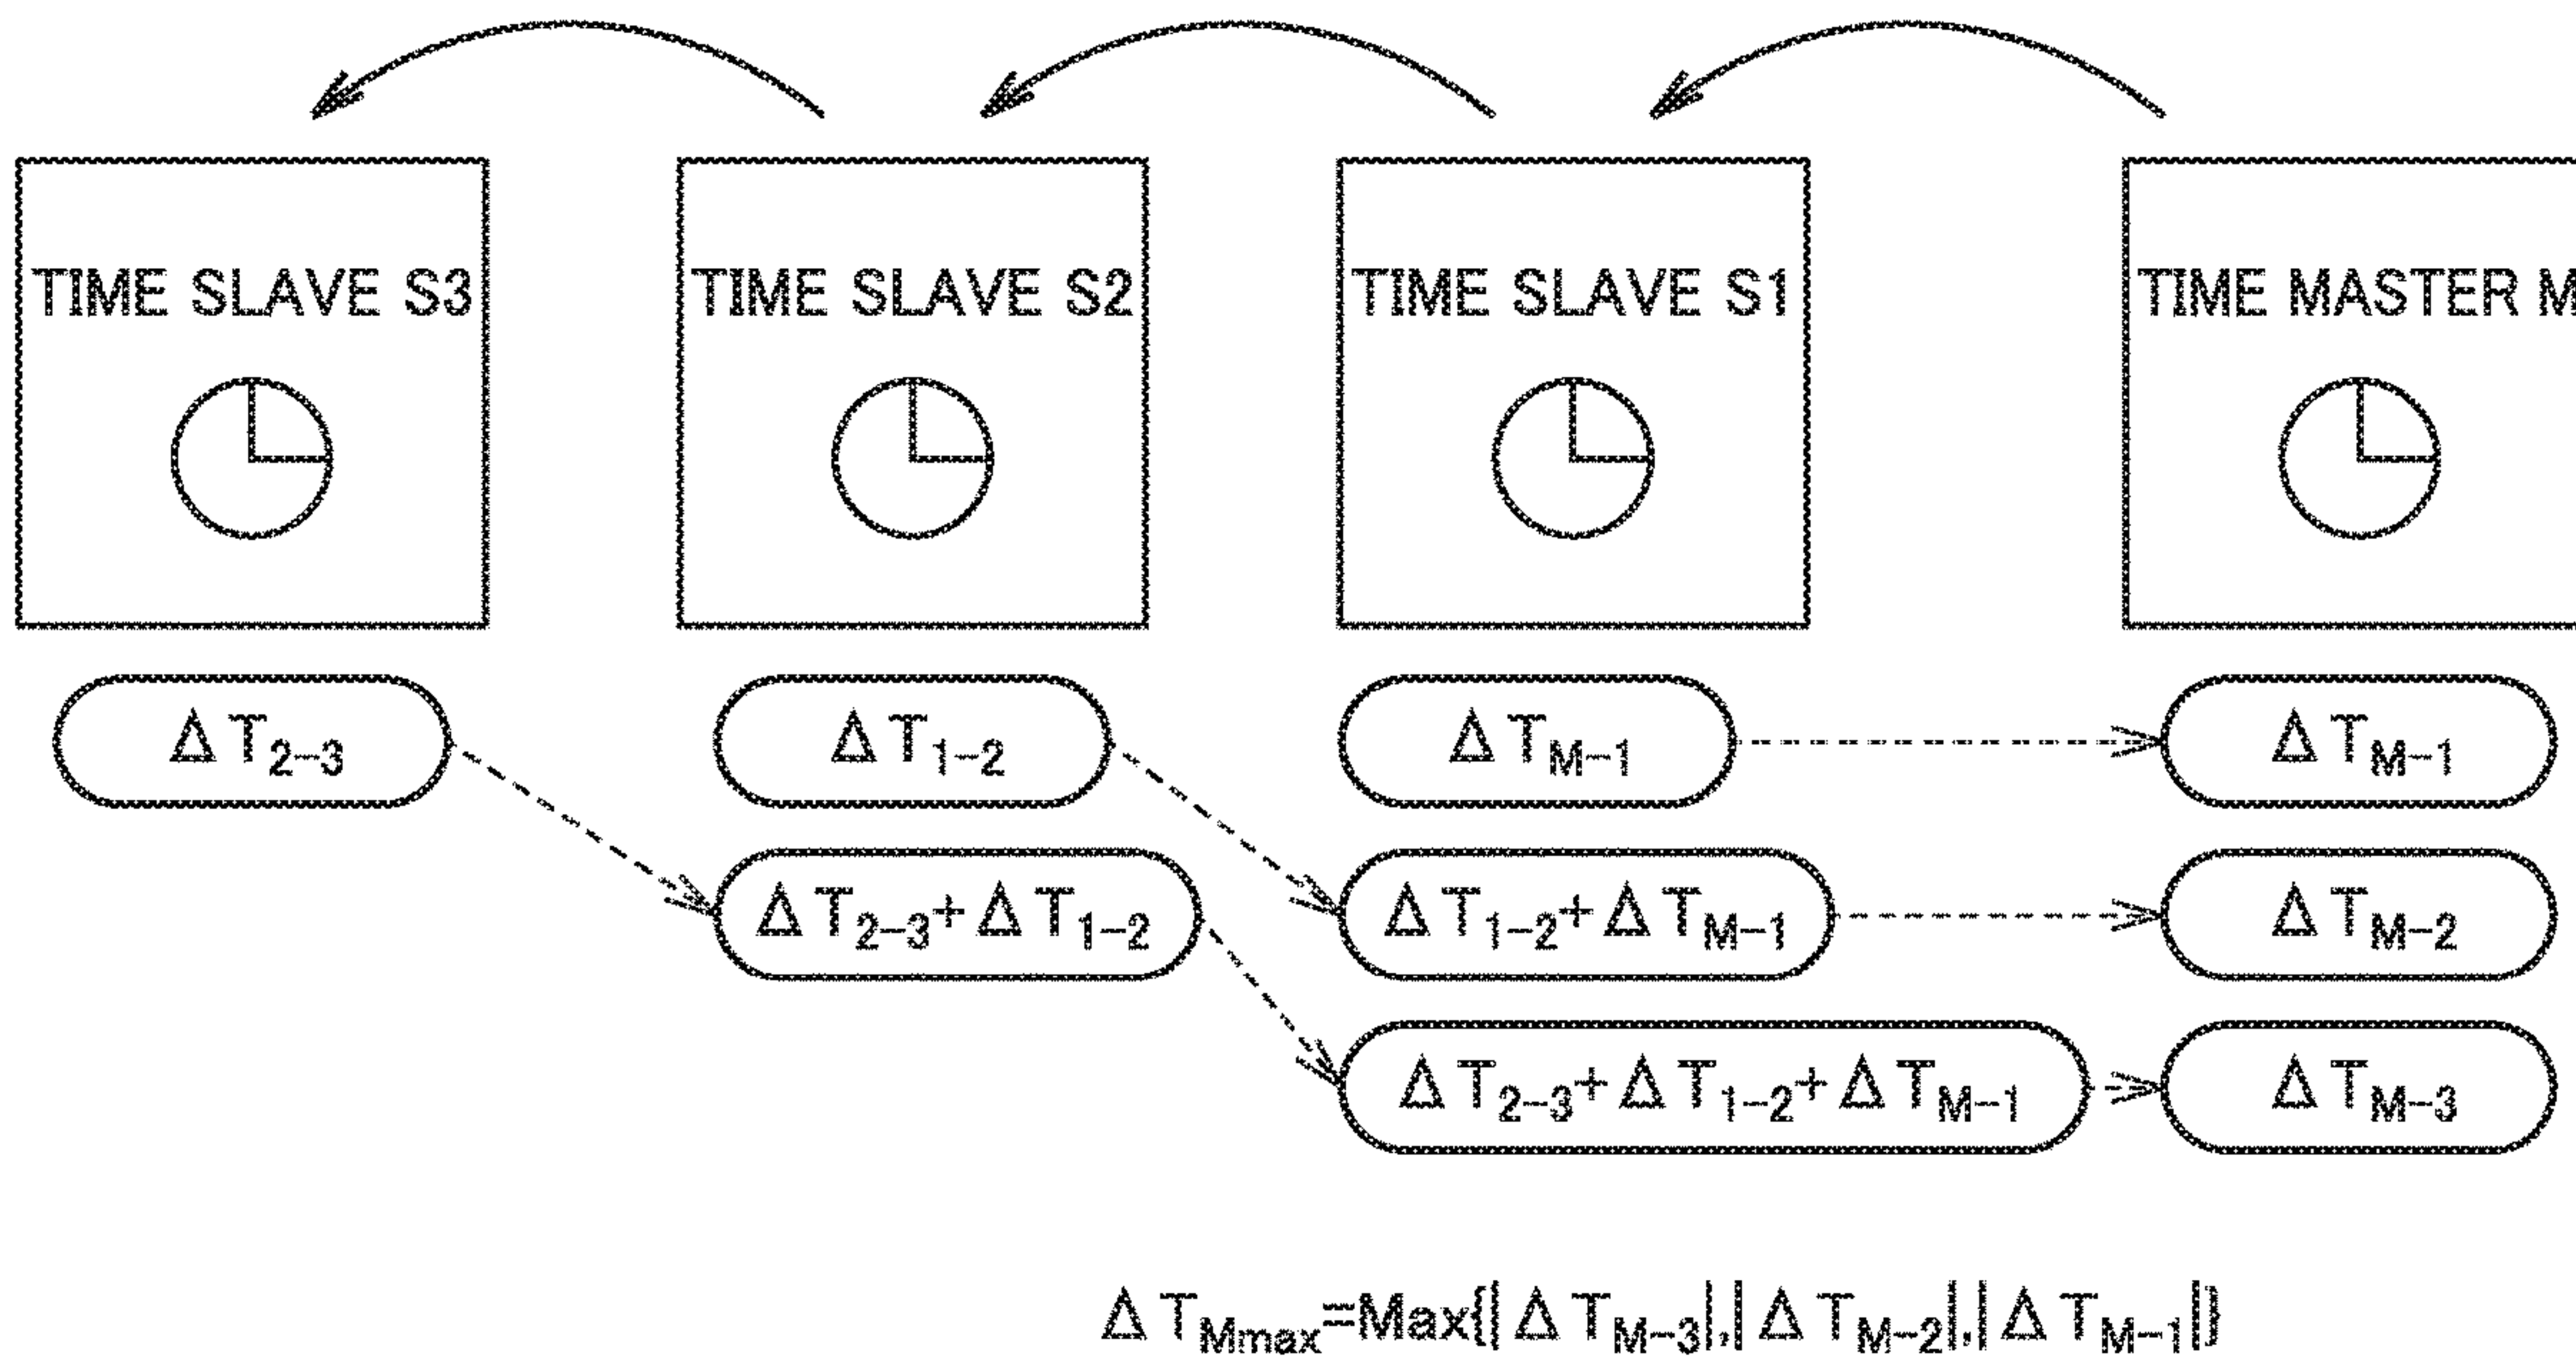 TIME SLAVE S3 TIME SLAVE S2 TIME SLAVE S1 TIME MASTER M
ΔT2-3 ΔT1-2 ΔTM-1 ΔTM-1
ΔT2-3+ΔT1-2 ΔT1-2+ΔTM-1 ΔTM-2
ΔT2-3+ΔT1-2+ΔTM-1 ΔTM-3
ΔTMmax=Max{|ΔTM-3|,|ΔTM-2|,|ΔTM-1|}